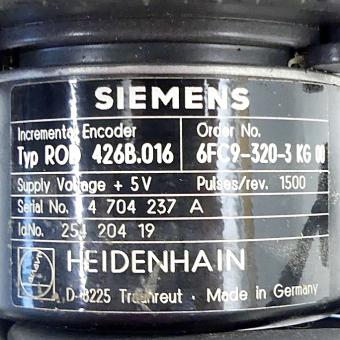 SIEMENS
Incremental Encoder
Order No.
Typ ROD 426B.016
6FC9-320-3 KG 00
Supply Voltage + 5V
Pulses/rev. 1500
Serial No. 4 704 237 A
Id.No. 254 204 19
HEIDENHAIN
D-8225 Traunreut · Made in Germany